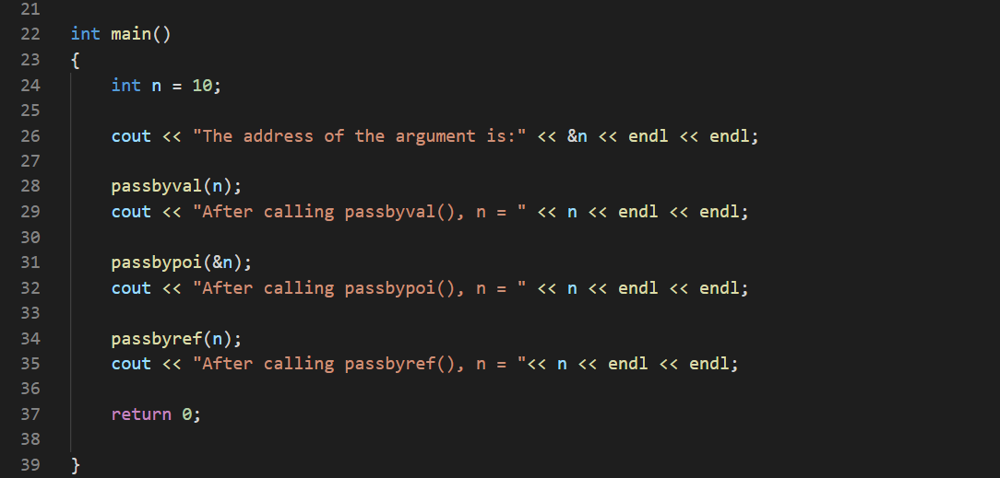 21
22 int main()
23 {
24 int n = 10;
25
26 cout << "The address of the argument is:" << &n << endl << endl;
27
28 passbyval(n);
29 cout << "After calling passbyval(), n = " << n << endl << endl;
30
31 passbypoi(&n);
32 cout << "After calling passbypoi(), n = " << n << endl << endl;
33
34 passbyref(n);
35 cout << "After calling passbyref(), n = "<< n << endl << endl;
36
37 return 0;
38
39 }